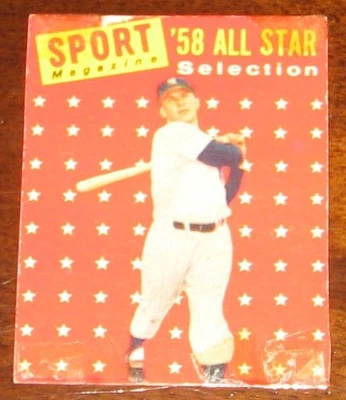 SPORT
Magazine
'58 ALL STAR
Selection